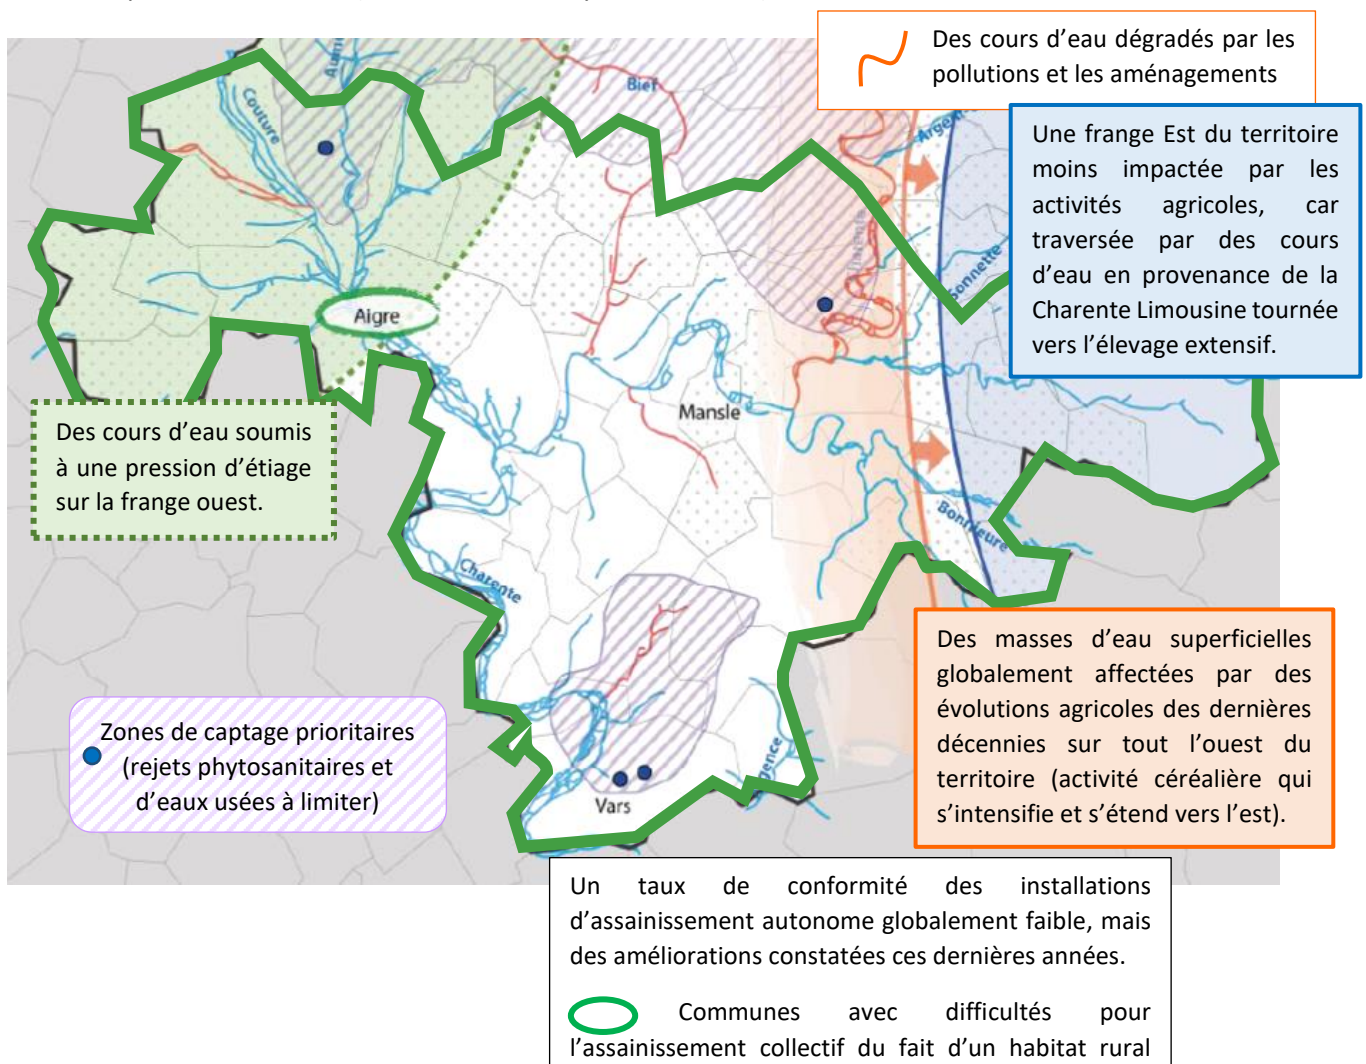 Des cours d'eau dégradés par les
pollutions et les aménagements
Une frange Est du territoire
moins impactée par les
activités agricoles, car
traversée par des cours
d'eau en provenance de la
Charente Limousine tournée
vers l'élevage extensif.
Bief
Couture
Sonnette
Aigre
Mansle
Des cours d'eau soumis
à une pression d'étiage
sur la frange ouest.
Bonnieure
Charente
Des masses d'eau superficielles
globalement affectées par des
évolutions agricoles des dernières
décennies sur tout l'ouest du
territoire (activité céréalière qui
s'intensifie et s'étend vers l'est).
Zones de captage prioritaires
(rejets phytosanitaires et
d'eaux usées à limiter)
Vars
Un taux de conformité des installations
d'assainissement autonome globalement faible, mais
des améliorations constatées ces dernières années.
Communes avec difficultés pour
l'assainissement collectif du fait d'un habitat rural